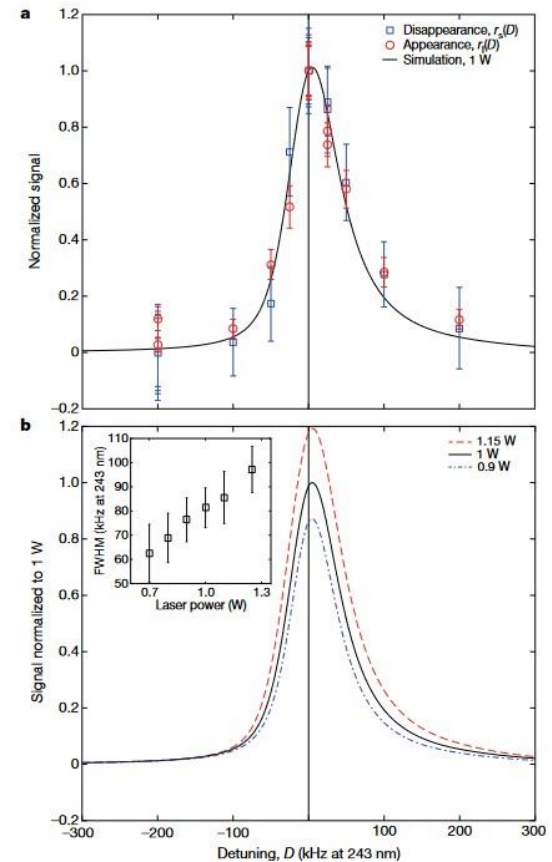 a
Disappearance, rs(D)
Appearance, rl(D)
Simulation, 1 W
1.0
0.8
0.6
0.4
0.2
0
−0.2
Normalized signal
b
1.2
1.0
0.8
0.6
0.4
0.2
0
−0.2
Signal normalized to 1 W
1.15 W
1 W
0.9 W
110
100
90
80
70
60
50
FWHM (kHz at 243 nm)
0.7 1.0 1.3
Laser power (W)
−300 −200 −100 0 100 200 300
Detuning, D (kHz at 243 nm)